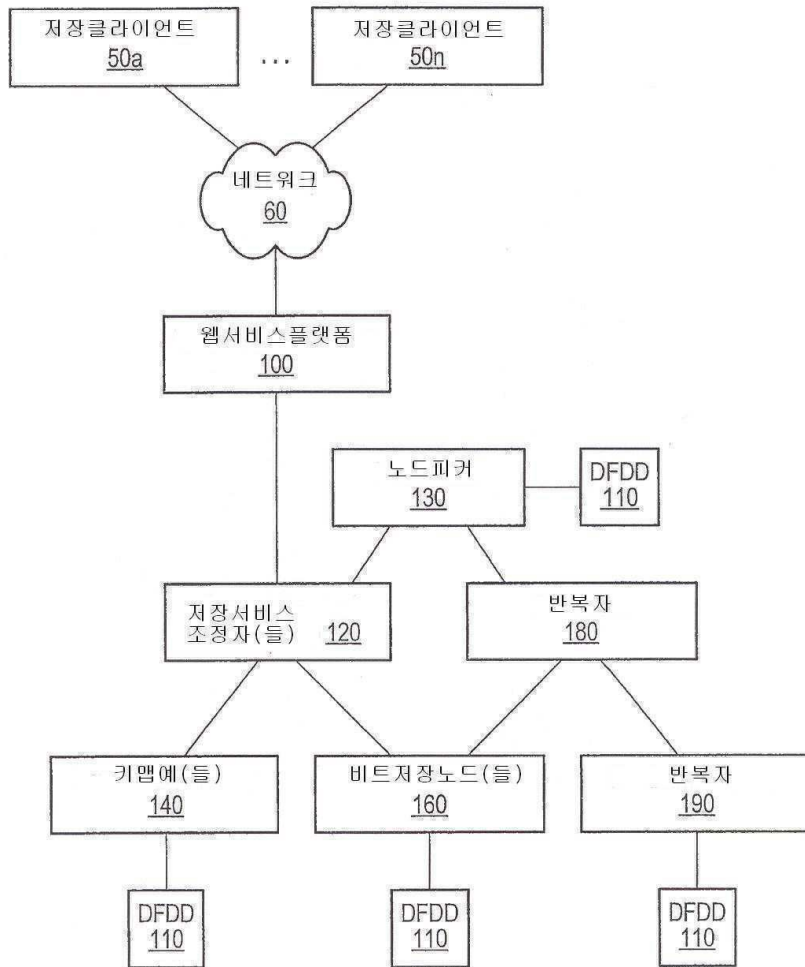 저장클라이언트
50a
...
저장클라이언트
50n
네트워크
60
웹서비스플랫폼
100
노드피커
130
DFDD
110
저장서비스
조정자(들) 120
반복자
180
키맵예(들)
140
비트저장노드(들)
160
반복자
190
DFDD
110
DFDD
110
DFDD
110